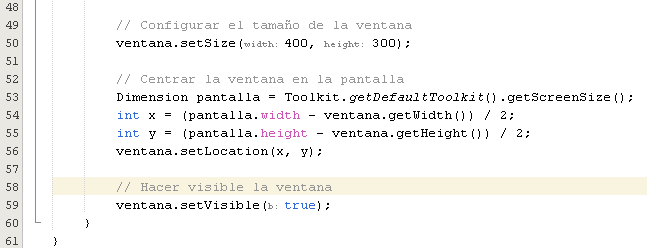 48
49 // Configurar el tamaño de la ventana
50 ventana.setSize(width: 400, height: 300);
51
52 // Centrar la ventana en la pantalla
53 Dimension pantalla = Toolkit.getDefaultToolkit().getScreenSize();
54 int x = (pantalla.width - ventana.getWidth()) / 2;
55 int y = (pantalla.height - ventana.getHeight()) / 2;
56 ventana.setLocation(x, y);
57
58 // Hacer visible la ventana
59 ventana.setVisible(b: true);
60 }
61 }